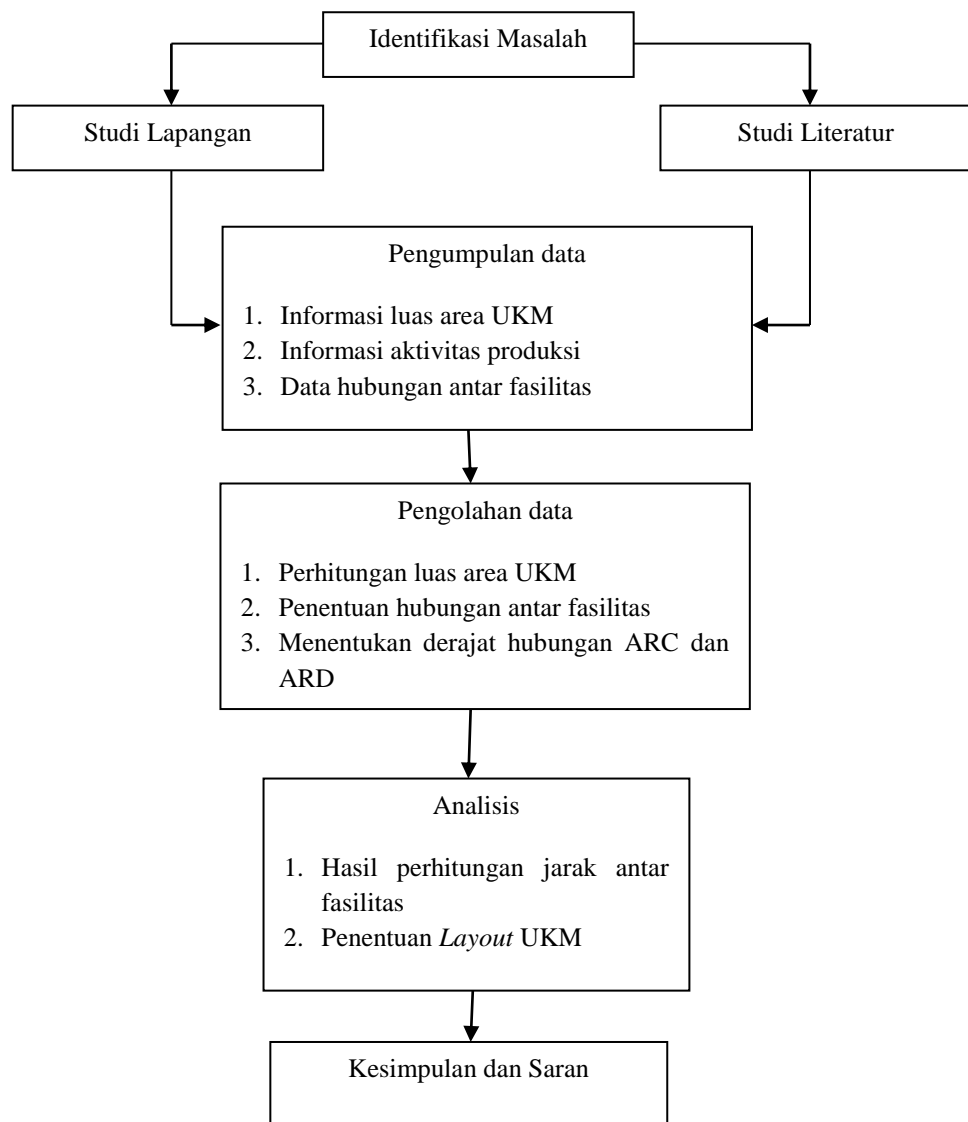 Identifikasi Masalah
Studi Lapangan
Studi Literatur
Pengumpulan data
1. Informasi luas area UKM
2. Informasi aktivitas produksi
3. Data hubungan antar fasilitas
Pengolahan data
1. Perhitungan luas area UKM
2. Penentuan hubungan antar fasilitas
3. Menentukan derajat hubungan ARC dan
ARD
Analisis
1. Hasil perhitungan jarak antar
fasilitas
2. Penentuan Layout UKM
Kesimpulan dan Saran